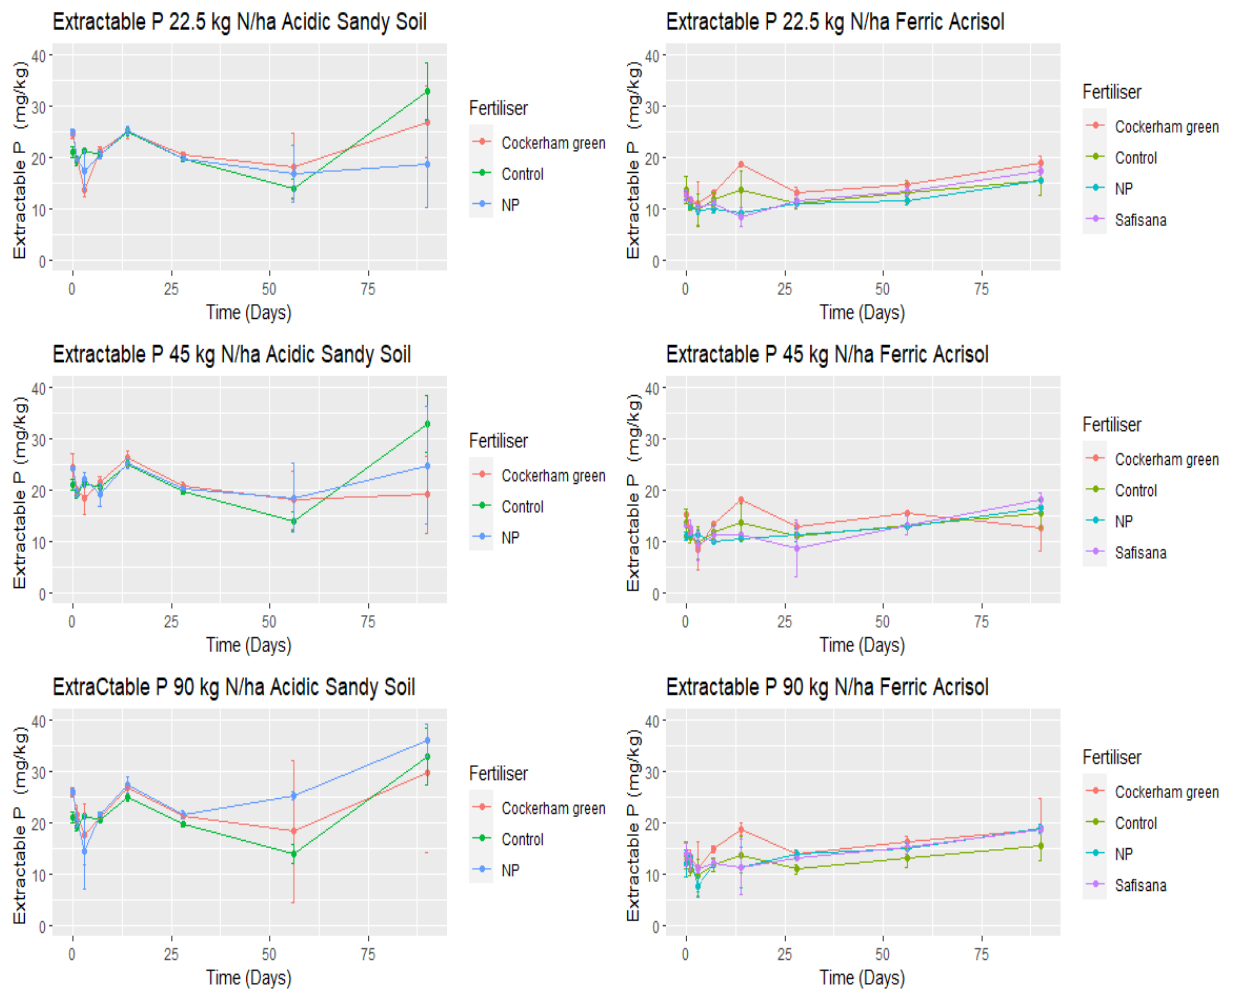 Extractable P 22.5 kg N/ha Acidic Sandy Soil
Extractable P (mg/kg)
40
30
20
10
0
0 25 50 75
Time (Days)
Fertiliser
Cockerham green
Control
NP
Extractable P 22.5 kg N/ha Ferric Acrisol
Extractable P (mg/kg)
40
30
20
10
0
0 25 50 75
Time (Days)
Fertiliser
Cockerham green
Control
NP
Safisana
Extractable P 45 kg N/ha Acidic Sandy Soil
Extractable P (mg/kg)
40
30
20
10
0
0 25 50 75
Time (Days)
Fertiliser
Cockerham green
Control
NP
Extractable P 45 kg N/ha Ferric Acrisol
Extractable P (mg/kg)
40
30
20
10
0
0 25 50 75
Time (Days)
Fertiliser
Cockerham green
Control
NP
Safisana
ExtraCtable P 90 kg N/ha Acidic Sandy Soil
Extractable P (mg/kg)
40
30
20
10
0
0 25 50 75
Time (Days)
Fertiliser
Cockerham green
Control
NP
Extractable P 90 kg N/ha Ferric Acrisol
Extractable P (mg/kg)
40
30
20
10
0
0 25 50 75
Time (Days)
Fertiliser
Cockerham green
Control
NP
Safisana